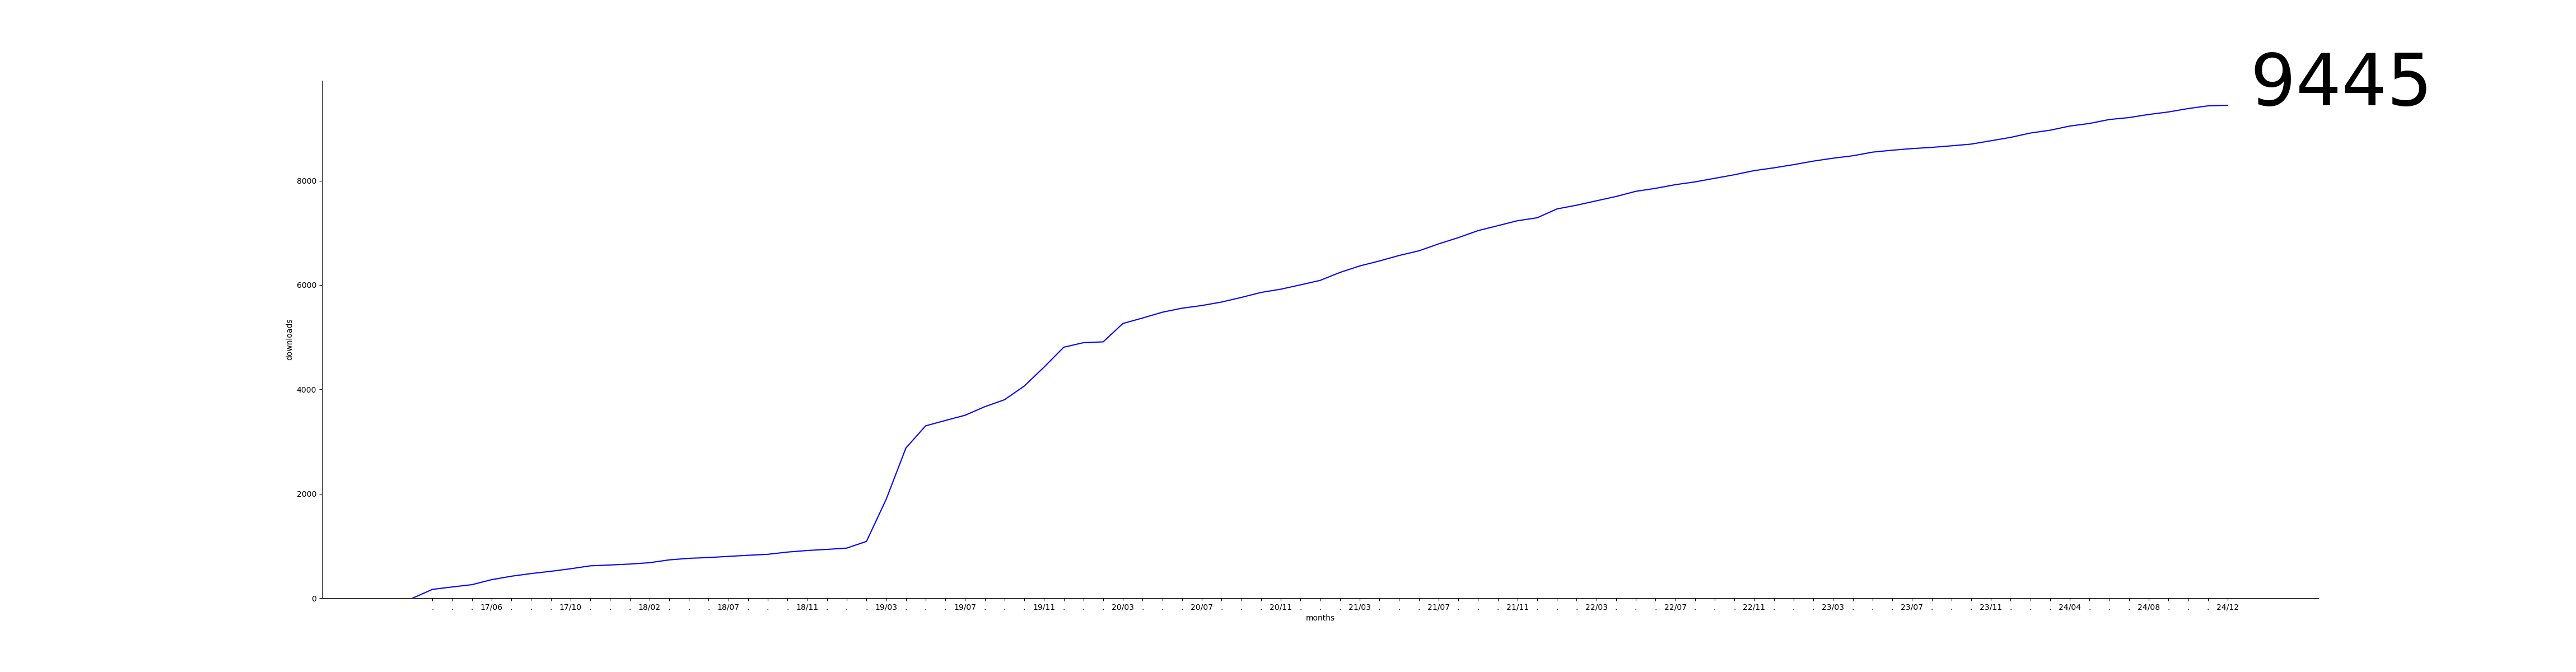 9445
8000
6000
4000
2000
0
downloads
. . . 17/06 . . . 17/10 . . . 18/02 . . . 18/07 . . . 18/11 . . . 19/03 . . . 19/07 . . . 19/11 . . . 20/03 . . . 20/07 . . . 20/11 . . . 21/03 . . . 21/07 . . . 21/11 . . . 22/03 . . . 22/07 . . . 22/11 . . . 23/03 . . . 23/07 . . . 23/11 . . . 24/04 . . . 24/08 . . . 24/12
months